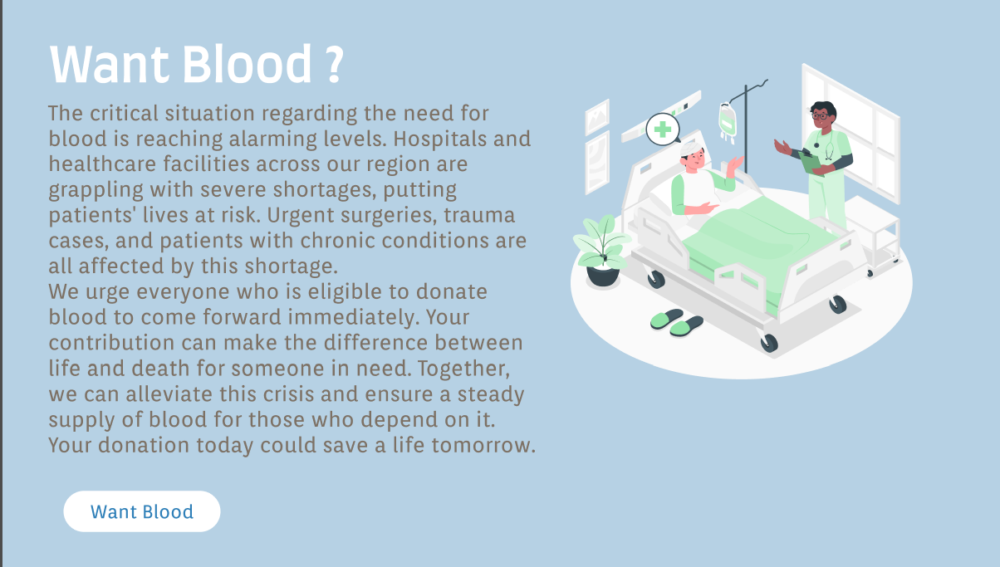 Want Blood ?
The critical situation regarding the need for
blood is reaching alarming levels. Hospitals and
healthcare facilities across our region are
grappling with severe shortages, putting
patients' lives at risk. Urgent surgeries, trauma
cases, and patients with chronic conditions are
all affected by this shortage.
We urge everyone who is eligible to donate
blood to come forward immediately. Your
contribution can make the difference between
life and death for someone in need. Together,
we can alleviate this crisis and ensure a steady
supply of blood for those who depend on it.
Your donation today could save a life tomorrow.
Want Blood